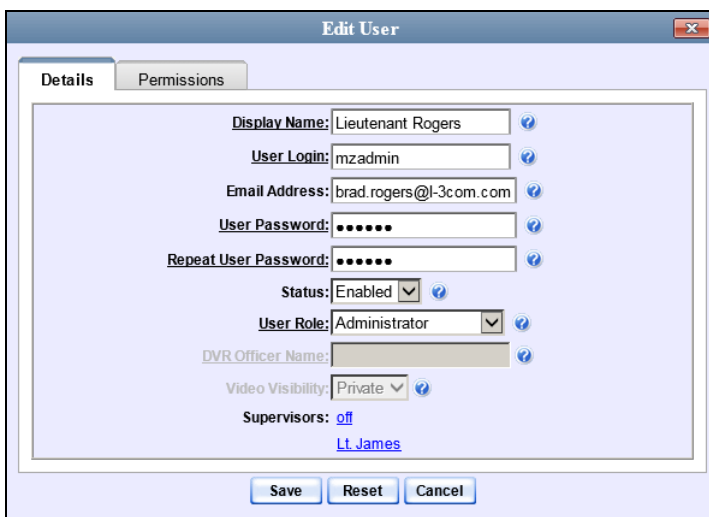 Edit User
Details Permissions
Display Name: Lieutenant Rogers
User Login: mzadmin
Email Address: brad.rogers@l-3com.com
User Password: ●●●●●●
Repeat User Password: ●●●●●●
Status: Enabled
User Role: Administrator
DVR Officer Name:
Video Visibility: Private
Supervisors: off
Lt. James
Save Reset Cancel